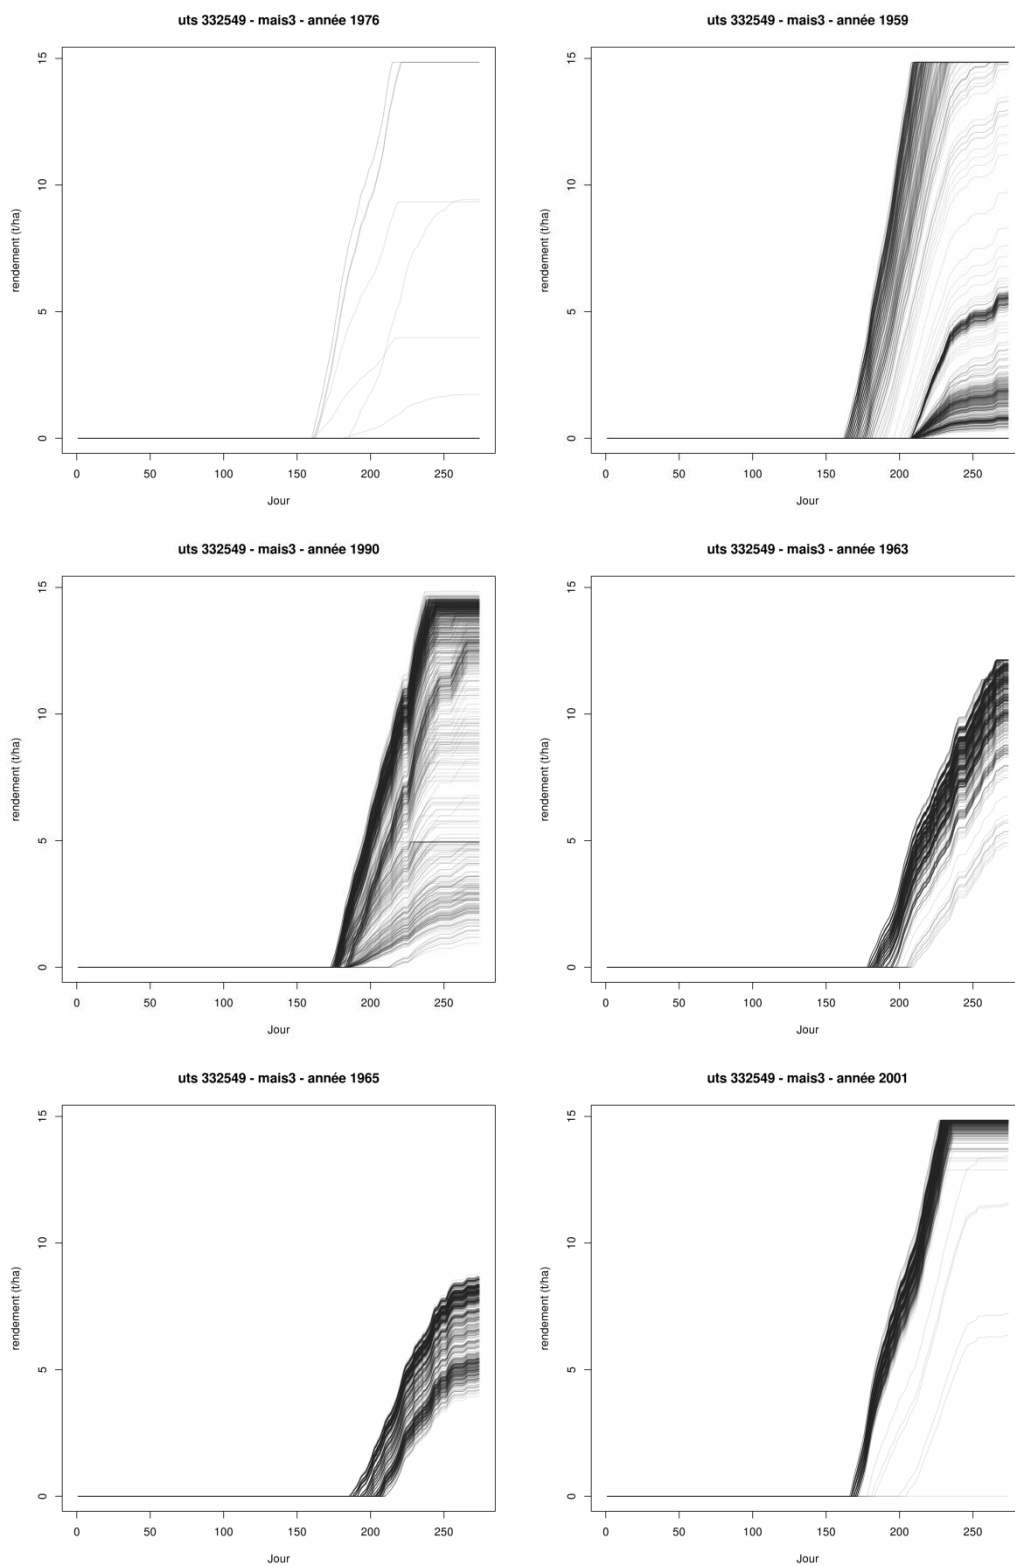 uts 332549 - mais3 - année 1976
rendement (t/ha)
15
10
5
0
0 50 100 150 200 250
Jour
uts 332549 - mais3 - année 1959
rendement (t/ha)
15
10
5
0
0 50 100 150 200 250
Jour
uts 332549 - mais3 - année 1990
rendement (t/ha)
15
10
5
0
0 50 100 150 200 250
Jour
uts 332549 - mais3 - année 1963
rendement (t/ha)
15
10
5
0
0 50 100 150 200 250
Jour
uts 332549 - mais3 - année 1965
rendement (t/ha)
15
10
5
0
0 50 100 150 200 250
Jour
uts 332549 - mais3 - année 2001
rendement (t/ha)
15
10
5
0
0 50 100 150 200 250
Jour